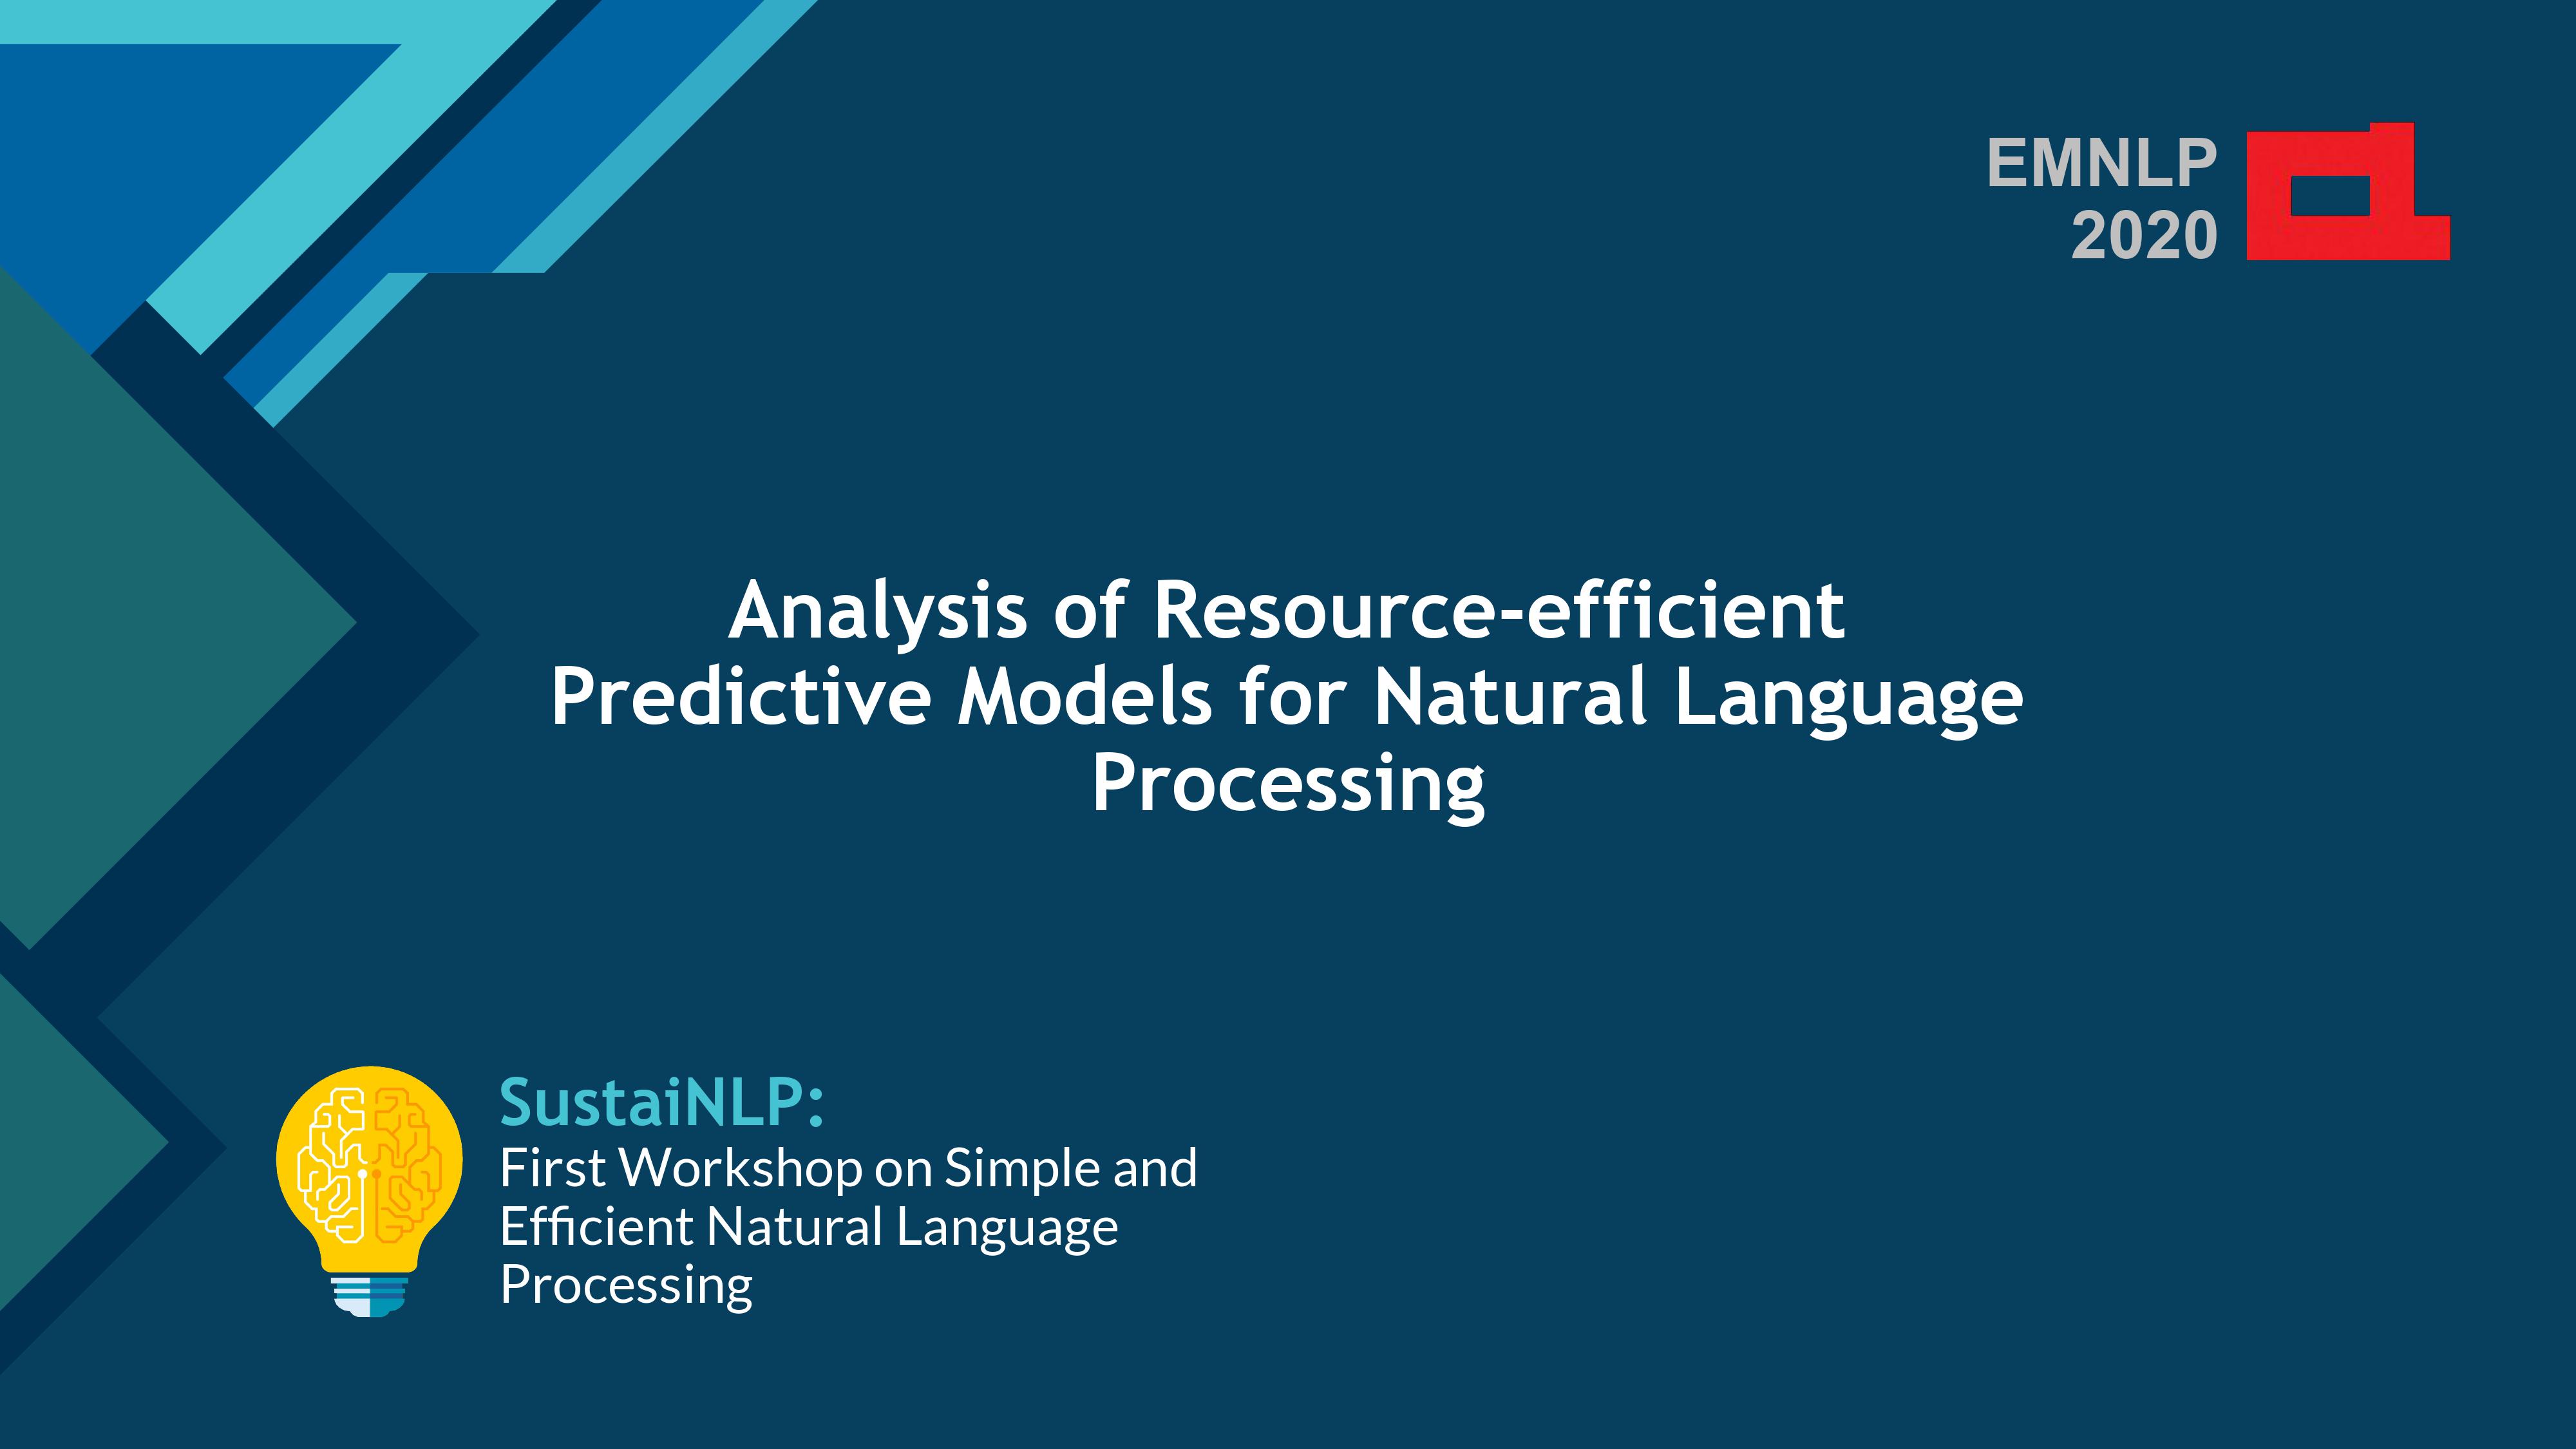 EMNLP
2020
Analysis of Resource-efficient
Predictive Models for Natural Language
Processing
SustaiNLP:
First Workshop on Simple and
Efficient Natural Language
Processing